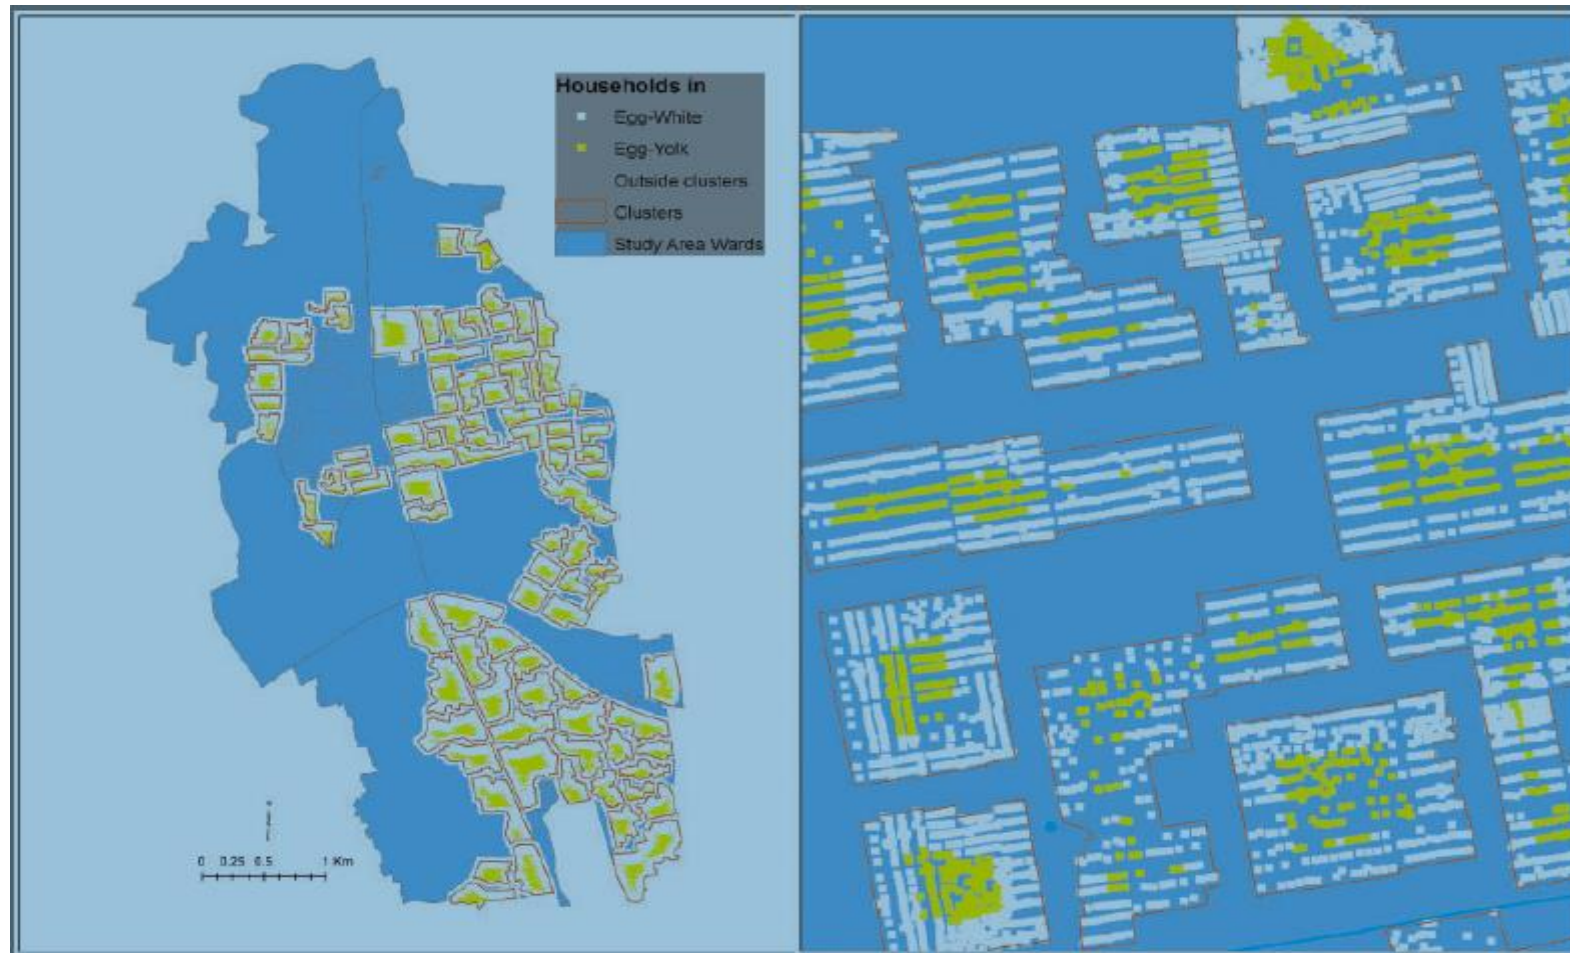 Households in
Egg-White
Egg-Yolk
Outside clusters
Clusters
Study Area Wards
0 0.25 0.5 1 Km